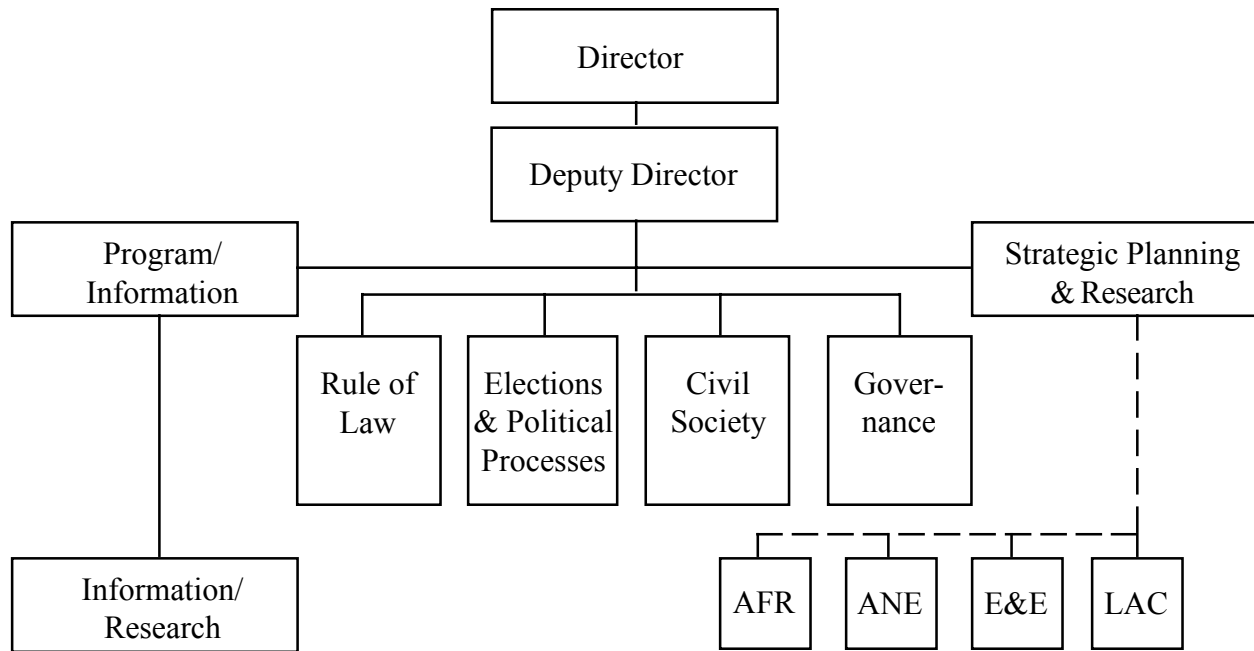 Director
Deputy Director
Program/
Information
Strategic Planning
& Research
Rule of
Law
Elections
& Political
Processes
Civil
Society
Gover-
nance
Information/
Research
AFR
ANE
E&E
LAC